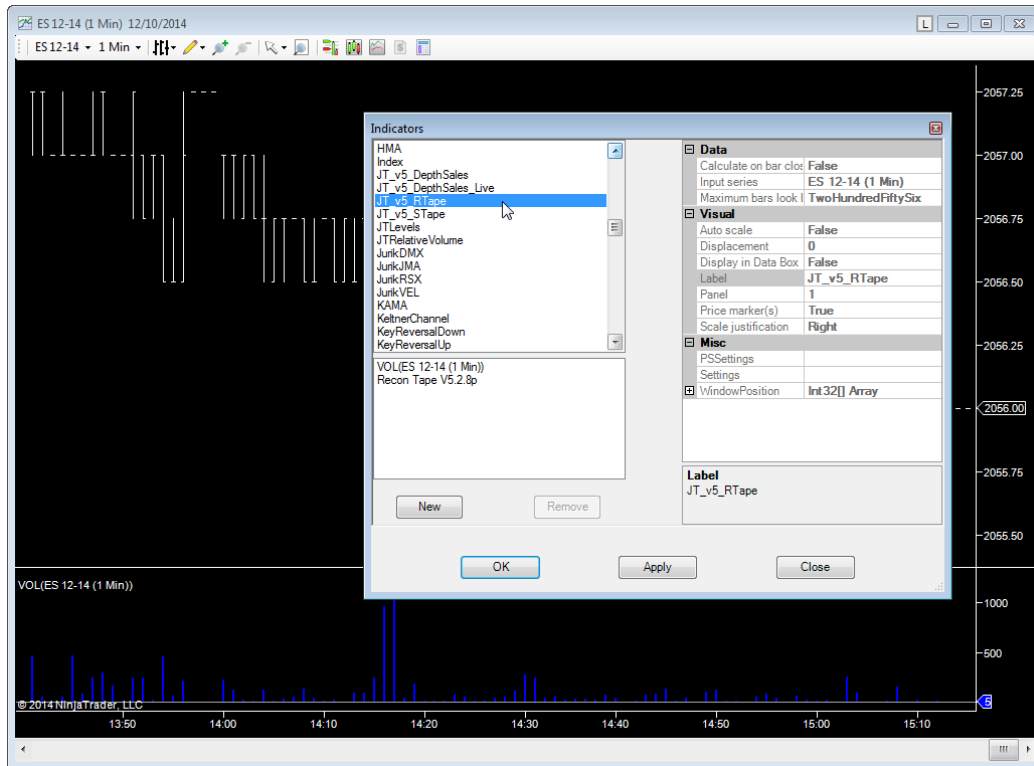 ES 12-14 (1 Min) 12/10/2014
L
ES 12-14 1 Min
2057.25
2057.00
2056.75
2056.50
2056.25
2056.00
2055.75
2055.50
Indicators
HMA
Index
JT_v5_DepthSales
JT_v5_DepthSales_Live
JT_v5_RTape
JT_v5_STape
JTLevels
JTRelativeVolume
JurikDMX
JurikJMA
JurikRSX
JurikVEL
KAMA
KeltnerChannel
KeyReversalDown
KeyReversalUp
VOL(ES 12-14 (1 Min))
Recon Tape V5.2.8p
New Remove
Data
Calculate on bar clos False
Input series ES 12-14 (1 Min)
Maximum bars look l TwoHundredFiftySix
Visual
Auto scale False
Displacement 0
Display in Data Box False
Label JT_v5_RTape
Panel 1
Price marker(s) True
Scale justification Right
Misc
PSSettings
Settings
WindowPosition Int32[] Array
Label
JT_v5_RTape
OK Apply Close
VOL(ES 12-14 (1 Min))
1000
500
5
© 2014 NinjaTrader, LLC
13:50 14:00 14:10 14:20 14:30 14:40 14:50 15:00 15:10